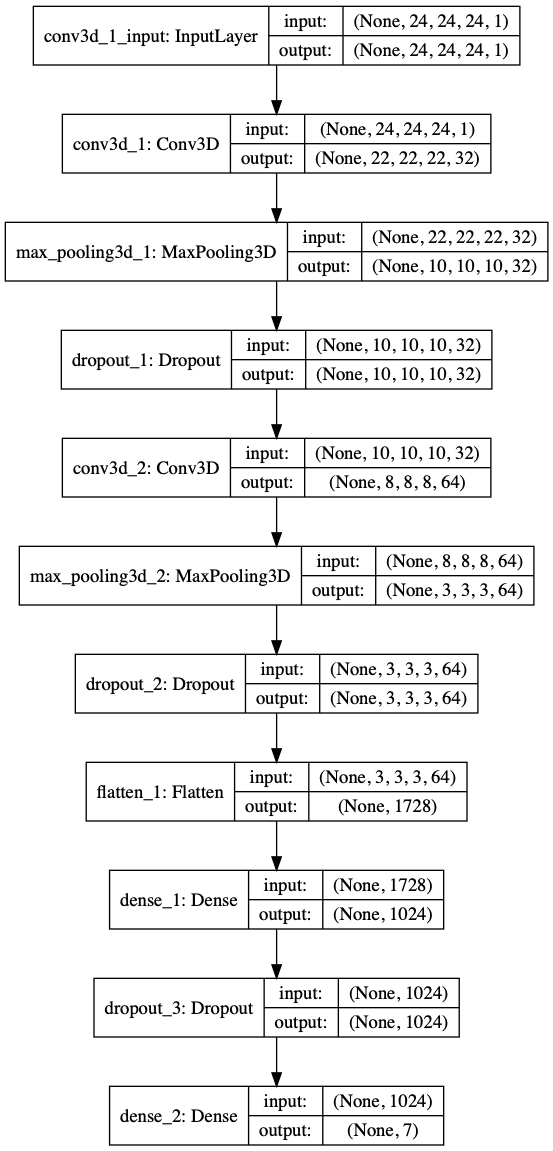 conv3d_1_input: InputLayer
input: (None, 24, 24, 24, 1)
output: (None, 24, 24, 24, 1)
conv3d_1: Conv3D
input: (None, 24, 24, 24, 1)
output: (None, 22, 22, 22, 32)
max_pooling3d_1: MaxPooling3D
input: (None, 22, 22, 22, 32)
output: (None, 10, 10, 10, 32)
dropout_1: Dropout
input: (None, 10, 10, 10, 32)
output: (None, 10, 10, 10, 32)
conv3d_2: Conv3D
input: (None, 10, 10, 10, 32)
output: (None, 8, 8, 8, 64)
max_pooling3d_2: MaxPooling3D
input: (None, 8, 8, 8, 64)
output: (None, 3, 3, 3, 64)
dropout_2: Dropout
input: (None, 3, 3, 3, 64)
output: (None, 3, 3, 3, 64)
flatten_1: Flatten
input: (None, 3, 3, 3, 64)
output: (None, 1728)
dense_1: Dense
input: (None, 1728)
output: (None, 1024)
dropout_3: Dropout
input: (None, 1024)
output: (None, 1024)
dense_2: Dense
input: (None, 1024)
output: (None, 7)